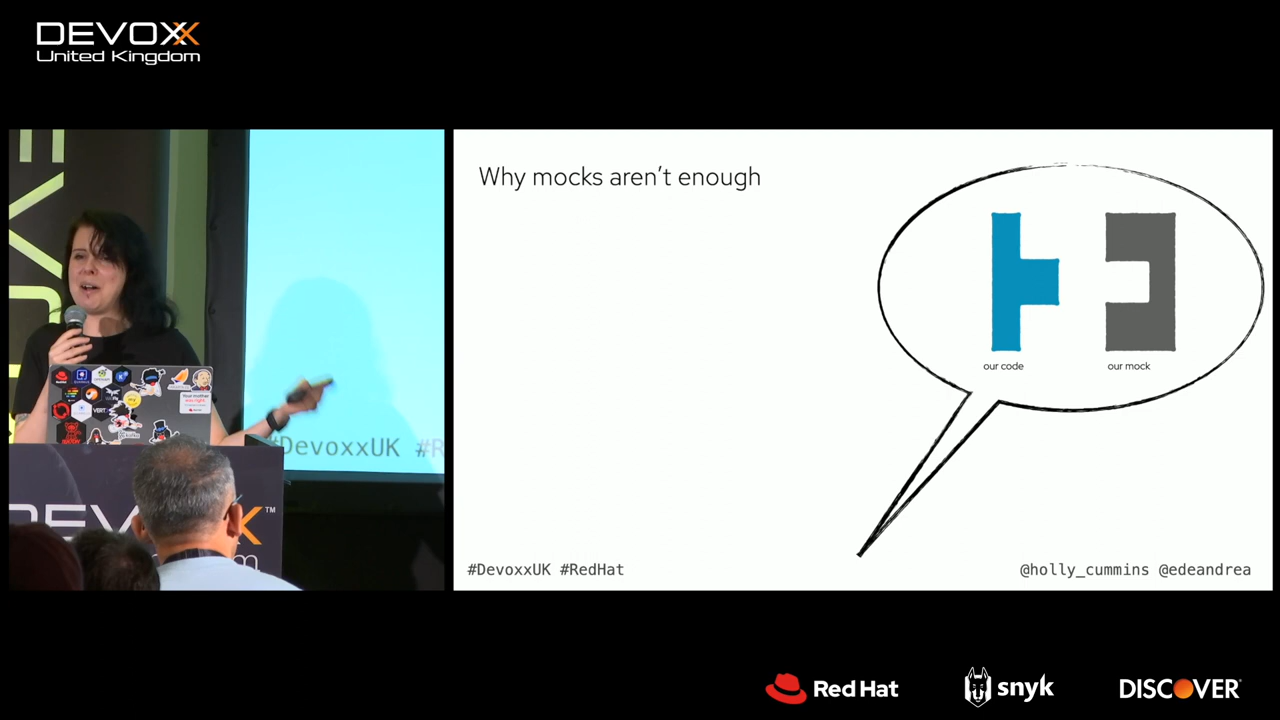 DEVOXX
United Kingdom
Why mocks aren't enough
our code
our mock
#DevoxxUK #RedHat
@holly_cummins @edeandrea
#DevoxxUK #R
DEVOXX™
Red Hat
snyk
DISCOVER